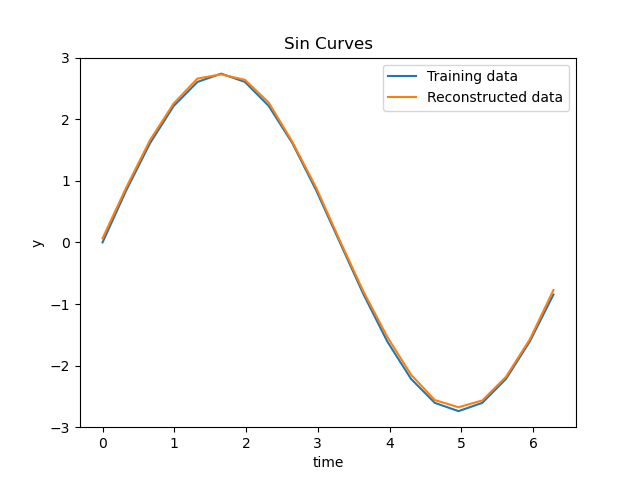 Sin Curves
Training data
Reconstructed data
3
2
1
0
−1
−2
−3
y
0 1 2 3 4 5 6
time